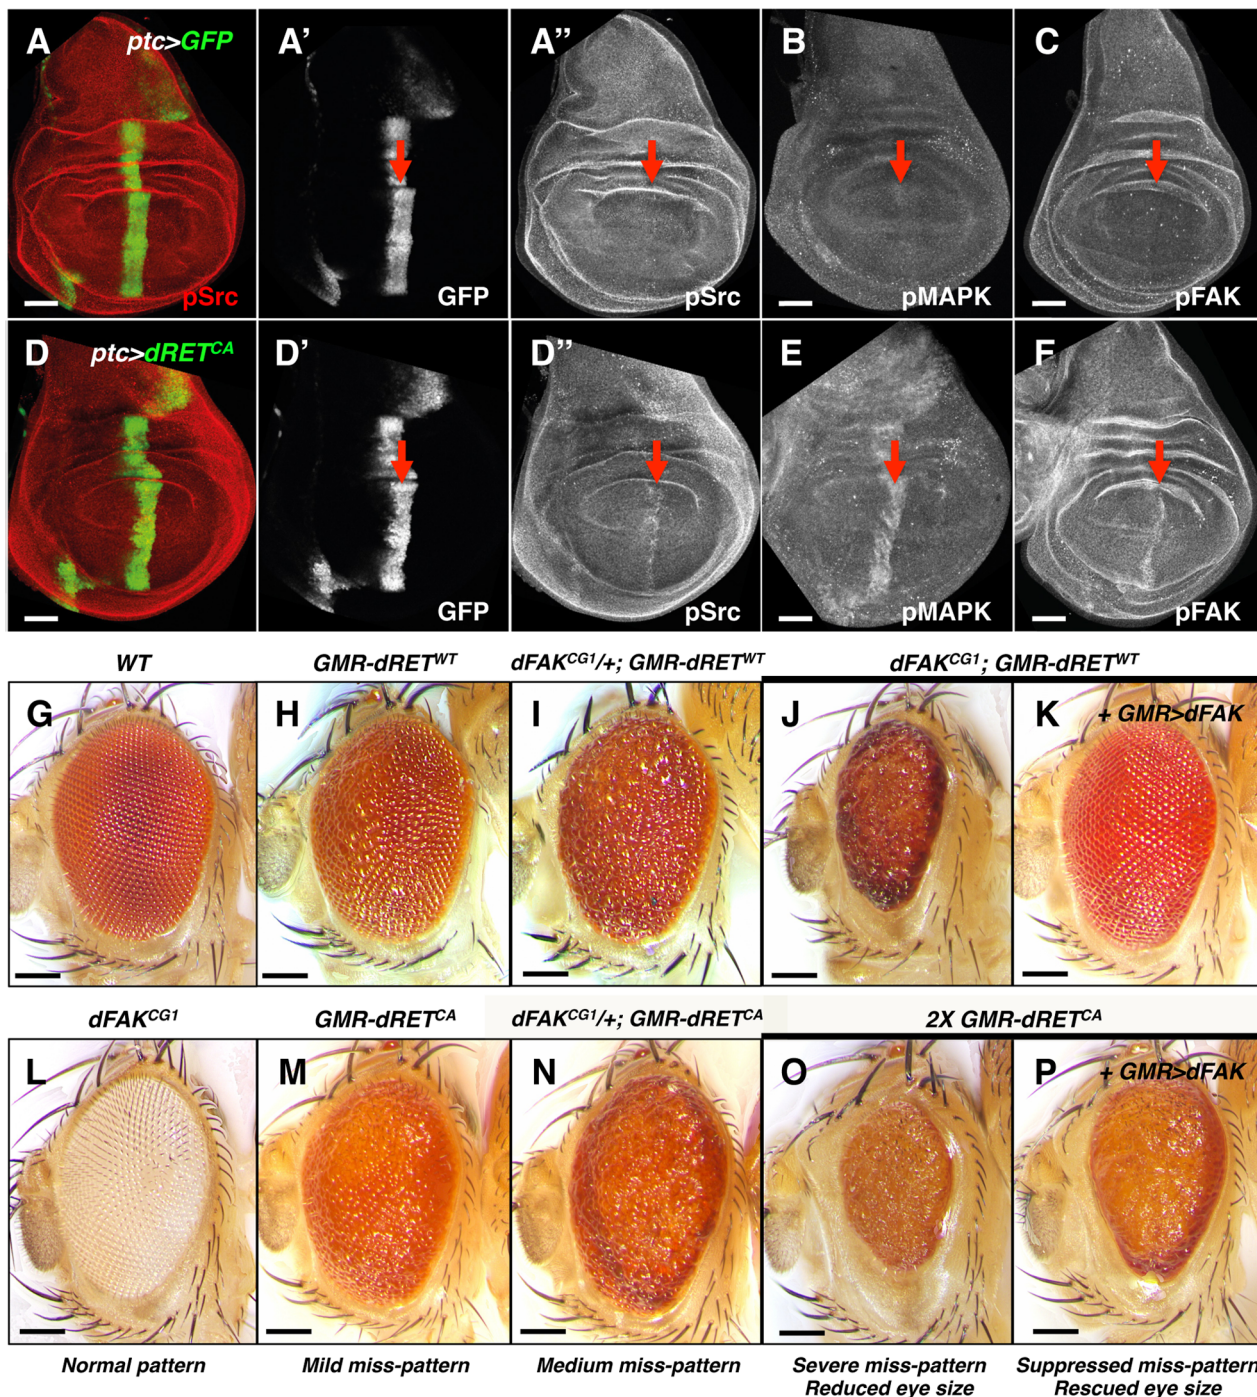 A
ptc>GFP
pSrc
A'
GFP
A''
pSrc
B
pMAPK
C
pFAK
D
ptc>dRET^CA
D'
GFP
D''
pSrc
E
pMAPK
F
pFAK
WT
GMR-dRET^WT
dFAK^CG1/+; GMR-dRET^WT
dFAK^CG1; GMR-dRET^WT
G
H
I
J
K
+ GMR>dFAK
dFAK^CG1
GMR-dRET^CA
dFAK^CG1/+; GMR-dRET^CA
2X GMR-dRET^CA
L
M
N
O
P
+ GMR>dFAK
Normal pattern
Mild miss-pattern
Medium miss-pattern
Severe miss-pattern
Reduced eye size
Suppressed miss-pattern
Rescued eye size